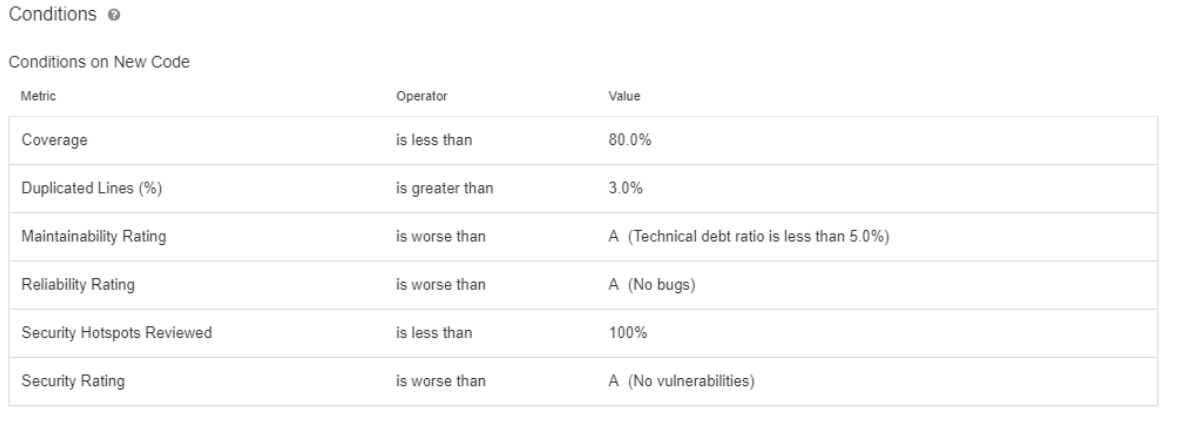 Conditions ?
Conditions on New Code
Metric Operator Value
Coverage is less than 80.0%
Duplicated Lines (%) is greater than 3.0%
Maintainability Rating is worse than A (Technical debt ratio is less than 5.0%)
Reliability Rating is worse than A (No bugs)
Security Hotspots Reviewed is less than 100%
Security Rating is worse than A (No vulnerabilities)